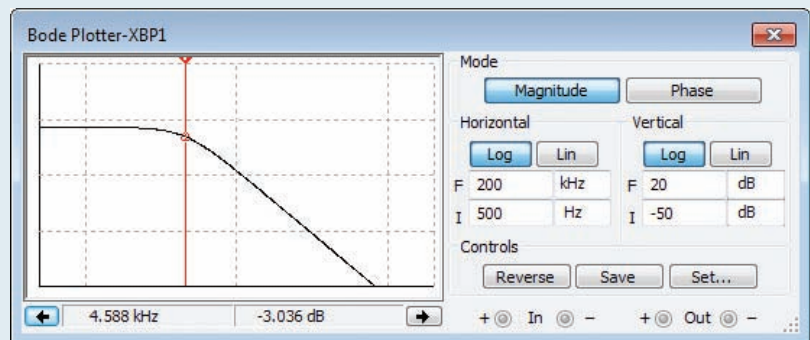 Bode Plotter-XBP1
Mode
Magnitude Phase
Horizontal Vertical
Log Lin Log Lin
F 200 kHz F 20 dB
I 500 Hz I -50 dB
Controls
Reverse Save Set...
4.588 kHz -3.036 dB + In - + Out -